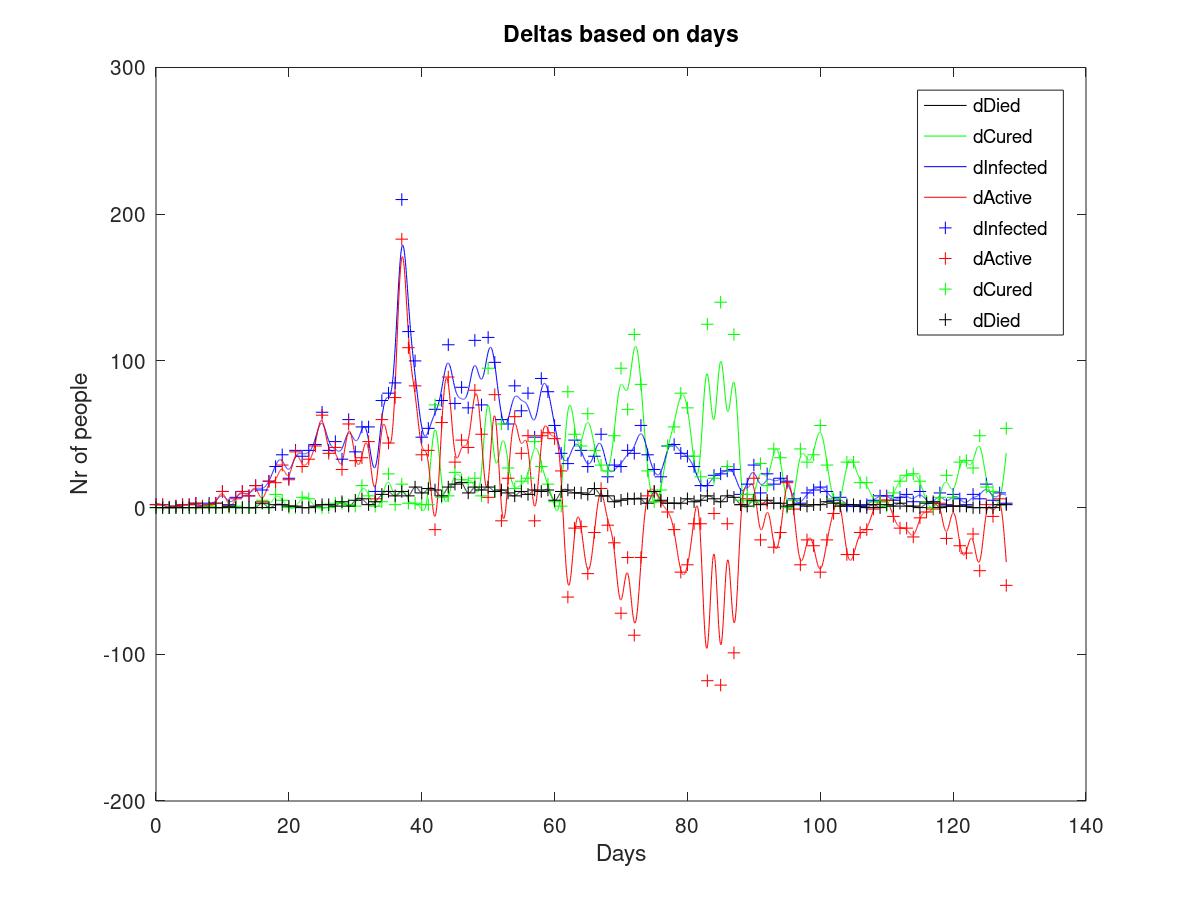 Deltas based on days
300
200
100
0
-100
-200
Nr of people
0 20 40 60 80 100 120 140
Days
dDied
dCured
dInfected
dActive
dInfected
dActive
dCured
dDied